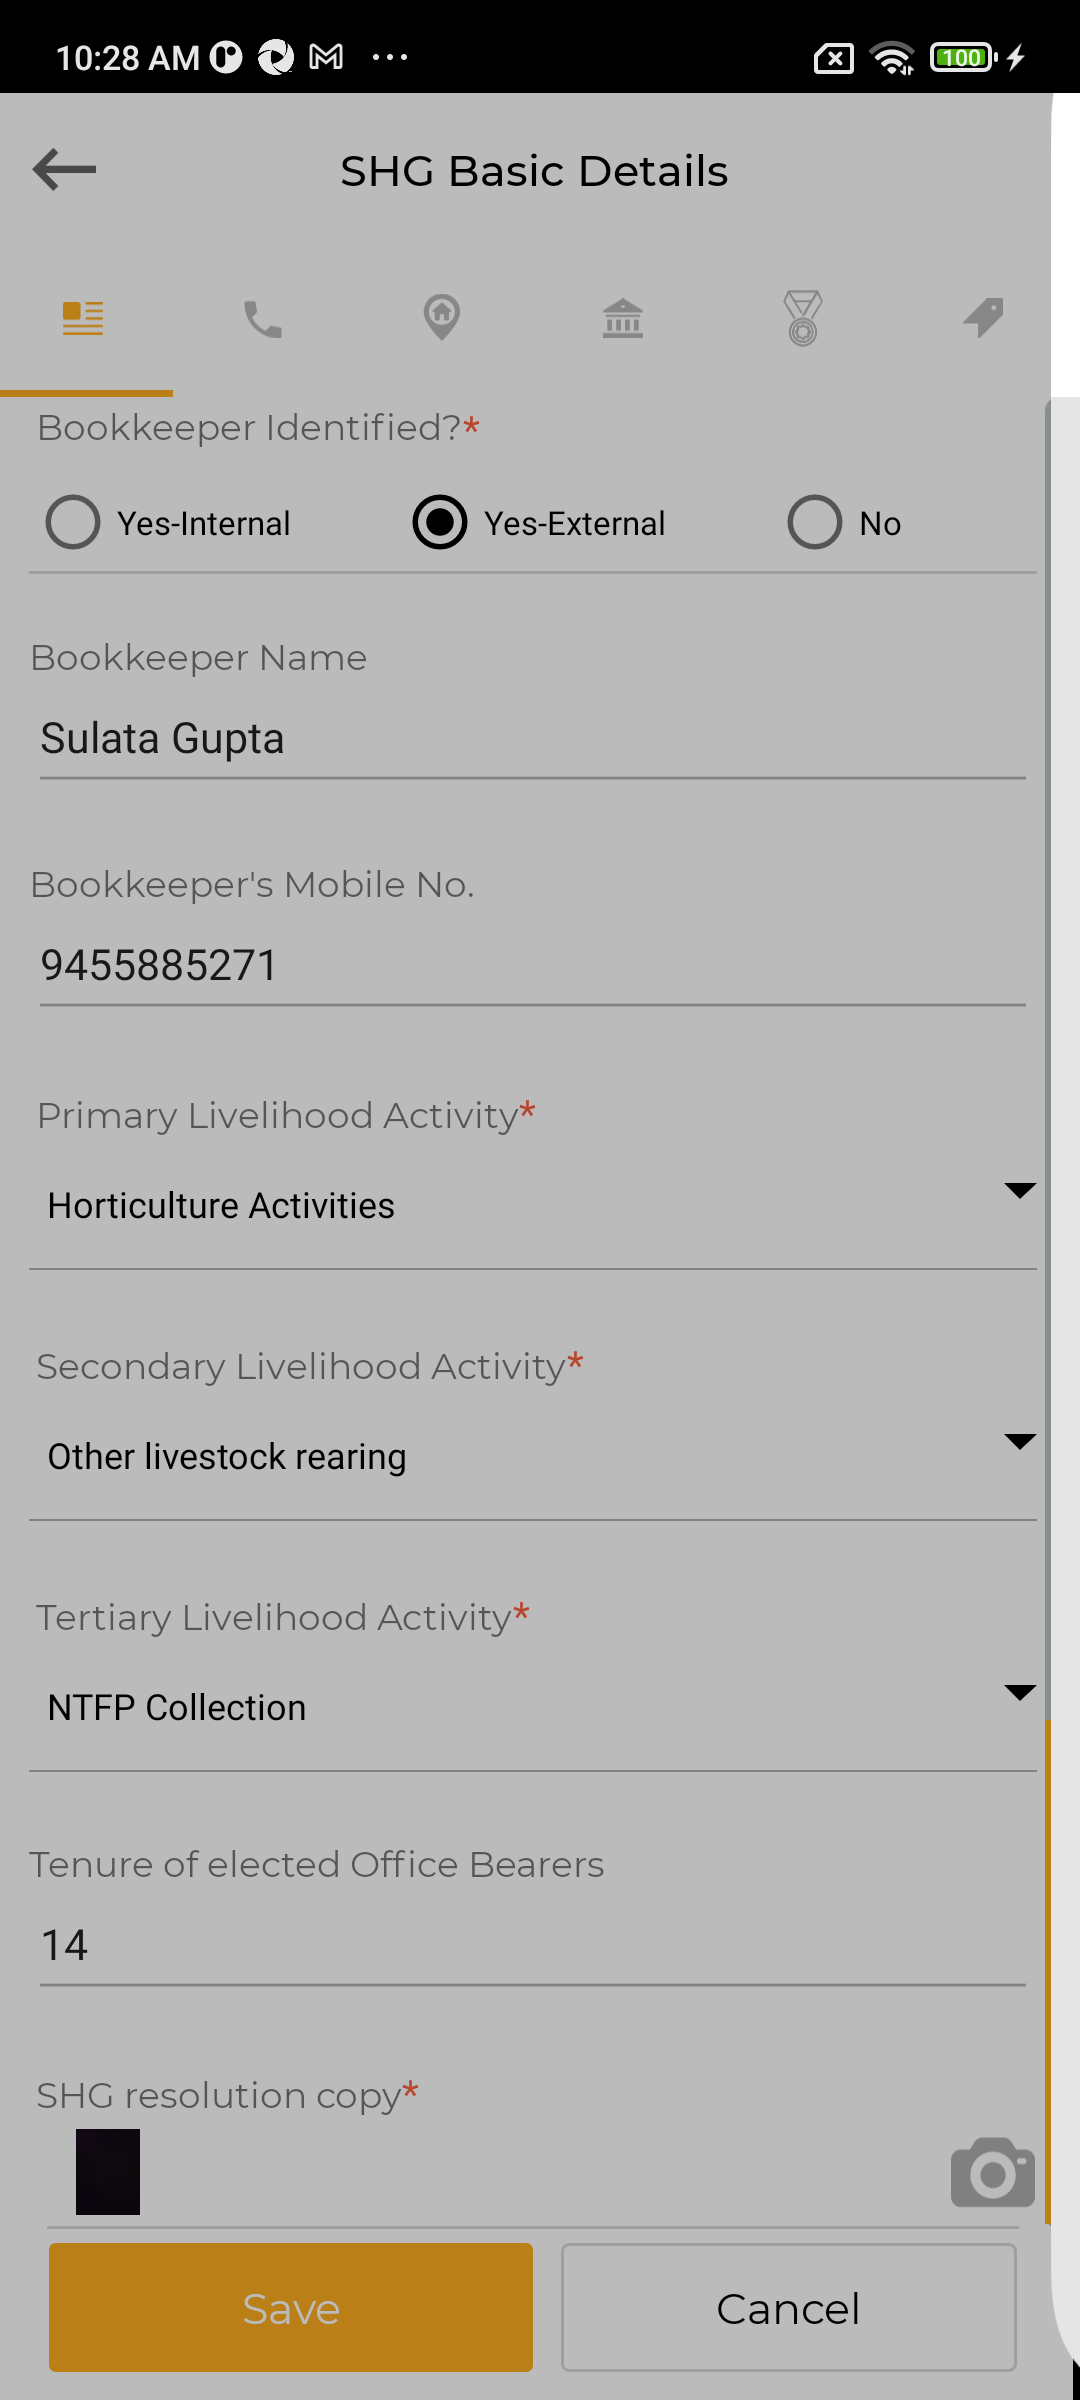 10:28 AM
100
SHG Basic Details
Bookkeeper Identified?*
Yes-Internal
Yes-External
No
Bookkeeper Name
Sulata Gupta
Bookkeeper's Mobile No.
9455885271
Primary Livelihood Activity*
Horticulture Activities
Secondary Livelihood Activity*
Other livestock rearing
Tertiary Livelihood Activity*
NTFP Collection
Tenure of elected Office Bearers
14
SHG resolution copy*
Save
Cancel